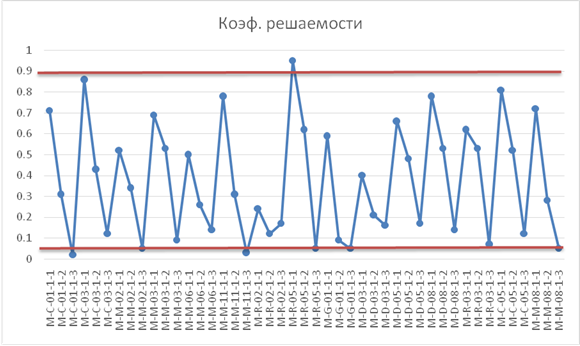 Коэф. решаемости
1
0.9
0.8
0.7
0.6
0.5
0.4
0.3
0.2
0.1
0
M-C-01-1-1
M-C-01-1-2
M-C-01-1-3
M-C-03-1-1
M-C-03-1-2
M-C-03-1-3
M-M-02-1-1
M-M-02-1-2
M-M-02-1-3
M-M-03-1-1
M-M-03-1-2
M-M-03-1-3
M-M-06-1-1
M-M-06-1-2
M-M-06-1-3
M-M-11-1-1
M-M-11-1-2
M-M-11-1-3
M-R-02-1-1
M-R-02-1-2
M-R-02-1-3
M-R-05-1-1
M-R-05-1-2
M-R-05-1-3
M-G-01-1-1
M-G-01-1-2
M-G-01-1-3
M-D-03-1-1
M-D-03-1-2
M-D-03-1-3
M-D-05-1-1
M-D-05-1-2
M-D-05-1-3
M-D-08-1-1
M-D-08-1-2
M-D-08-1-3
M-R-03-1-1
M-R-03-1-2
M-R-03-1-3
M-C-05-1-1
M-C-05-1-2
M-C-05-1-3
M-M-08-1-1
M-M-08-1-2
M-M-08-1-3